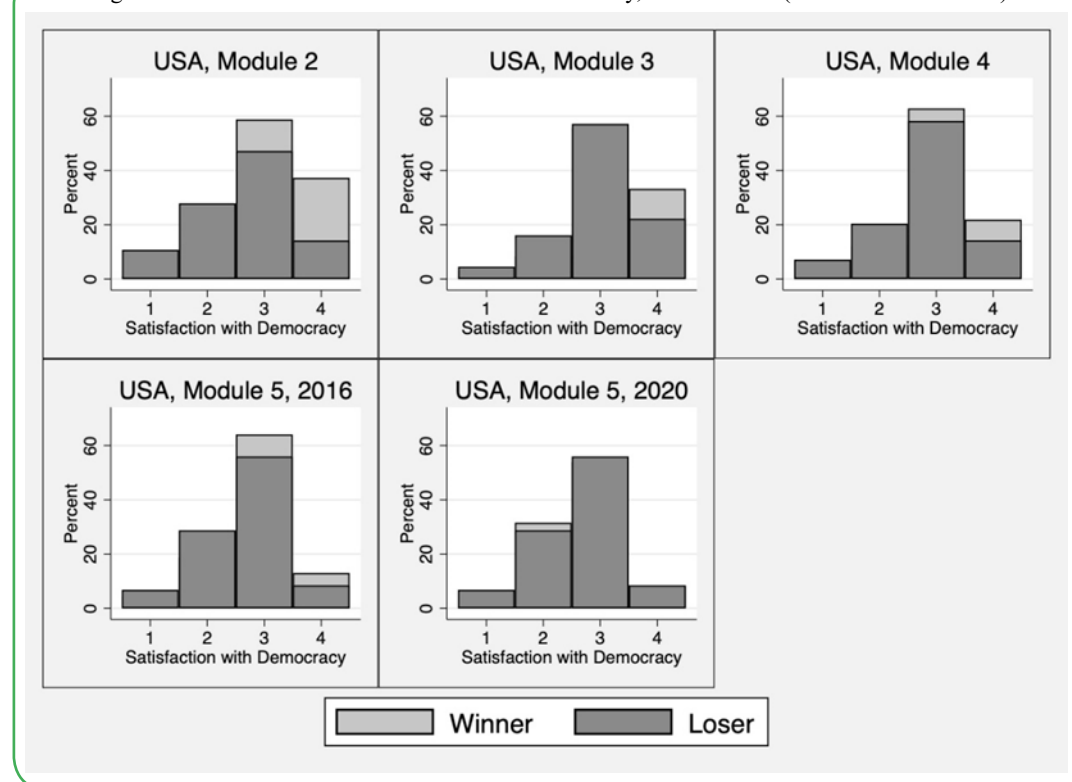 USA, Module 2
USA, Module 3
USA, Module 4
Percent
0 20 40 60
1 2 3 4
Satisfaction with Democracy
Percent
0 20 40 60
1 2 3 4
Satisfaction with Democracy
Percent
0 20 40 60
1 2 3 4
Satisfaction with Democracy
USA, Module 5, 2016
USA, Module 5, 2020
Percent
0 20 40 60
1 2 3 4
Satisfaction with Democracy
Percent
0 20 40 60
1 2 3 4
Satisfaction with Democracy
Winner
Loser